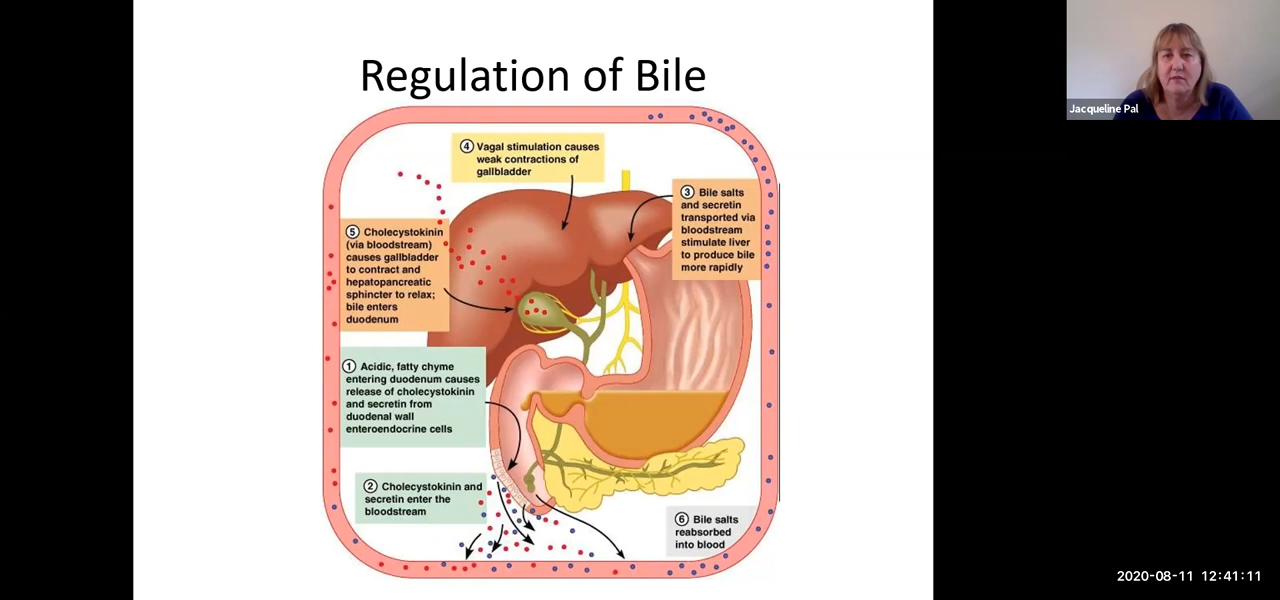 Regulation of Bile
④ Vagal stimulation causes
weak contractions of
gallbladder
③ Bile salts
and secretin
transported via
bloodstream
stimulate liver
to produce bile
more rapidly
⑤ Cholecystokinin
(via bloodstream)
causes gallbladder
to contract and
hepatopancreatic
sphincter to relax;
bile enters
duodenum
① Acidic, fatty chyme
entering duodenum causes
release of cholecystokinin
and secretin from
duodenal wall
enteroendocrine cells
② Cholecystokinin and
secretin enter the
bloodstream
⑥ Bile salts
reabsorbed
into blood
Jacqueline Pal
2020-08-11 12:41:11